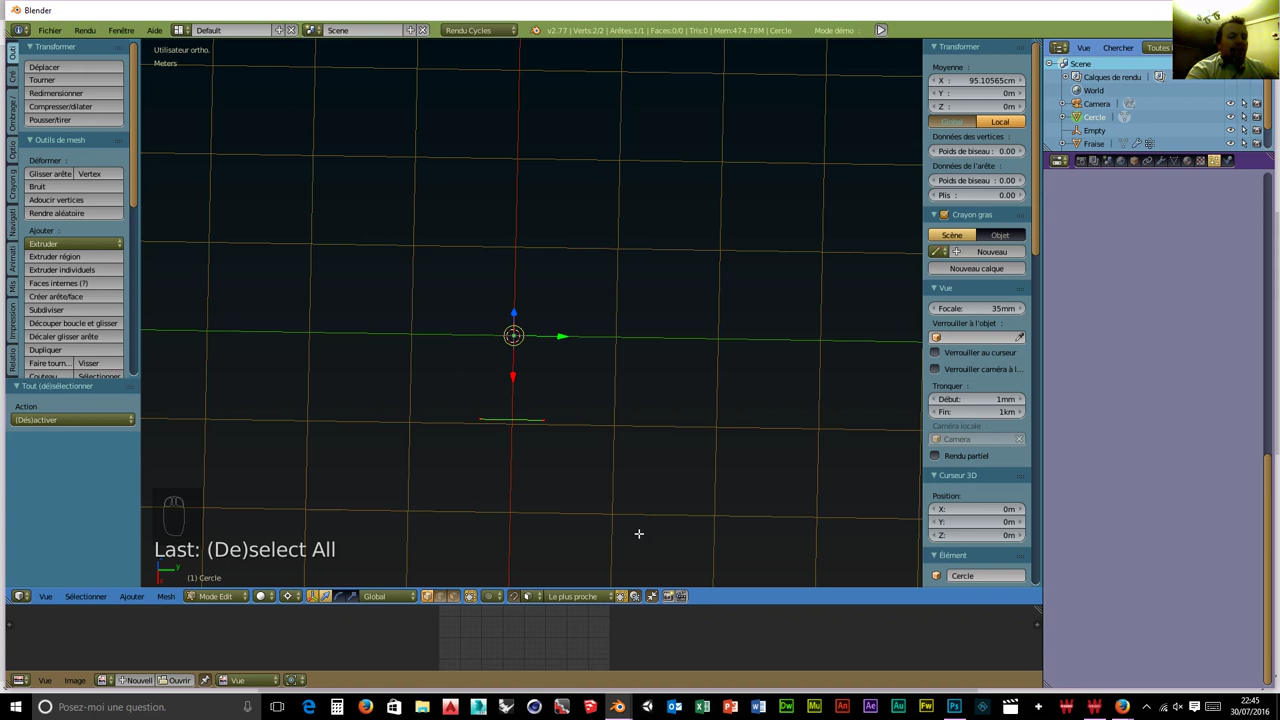 Blender
Fichier Rendu Fenêtre Aide Default Scene Rendu Cycles v2.77 | Verts:2/2 | Arêtes:1/1 | Faces:0/0 | Tris:0 | Mem:474.78M | Cercle Mode démo :
Transformer
Déplacer
Tourner
Redimensionner
Compresser/dilater
Pousser/tirer
Outils de mesh
Déformer :
Glisser arête Vertex
Bruit
Adoucir vertices
Rendre aléatoire
Ajouter :
Extruder
Extruder région
Extruder individuels
Faces internes (?)
Créer arête/face
Subdiviser
Découper boucle et glisser
Décaler glisser arête
Dupliquer
Faire tourn... Visser
Couteau Sélectionner
Tout (dé)sélectionner
Action
(Dés)activer
Utilisateur ortho.
Meters
Last: (De)select All
(1) Cercle
Transformer
Moyenne :
X : 95.10565cm
Y : 0m
Z : 0m
Global Local
Données des vertices :
Poids de biseau : 0.00
Données de l'arête :
Poids de biseau : 0.00
Plis : 0.00
Crayon gras
Scène Objet
Nouveau
Nouveau calque
Vue
Focale: 35mm
Verrouiller à l'objet :
Verrouiller au curseur
Verrouiller caméra à l...
Tronquer :
Début: 1mm
Fin: 1km
Caméra locale
Camera
Rendu partiel
Curseur 3D
Position:
X: 0m
Y: 0m
Z: 0m
Élément
Cercle
Vue Chercher Toutes
Scene
Calques de rendu
World
Camera
Cercle
Empty
Fraise
Vue Sélectionner Ajouter Mesh Mode Edit Global Le plus proche
Vue Image Nouvell Ouvrir Vue
Posez-moi une question.
22:45
30/07/2016